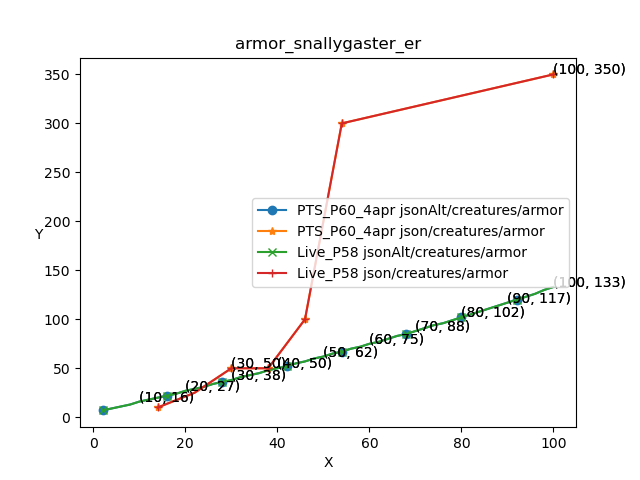 armor_snallygaster_er
350
300
250
200
150
100
50
0
Y
(100, 350)
PTS_P60_4apr jsonAlt/creatures/armor
PTS_P60_4apr json/creatures/armor
Live_P58 jsonAlt/creatures/armor
Live_P58 json/creatures/armor
(100, 133)
(90, 117)
(80, 102)
(70, 88)
(60, 75)
(50, 62)
(40, 50)
(30, 50)
(30, 38)
(20, 27)
(10, 16)
0 20 40 60 80 100
X